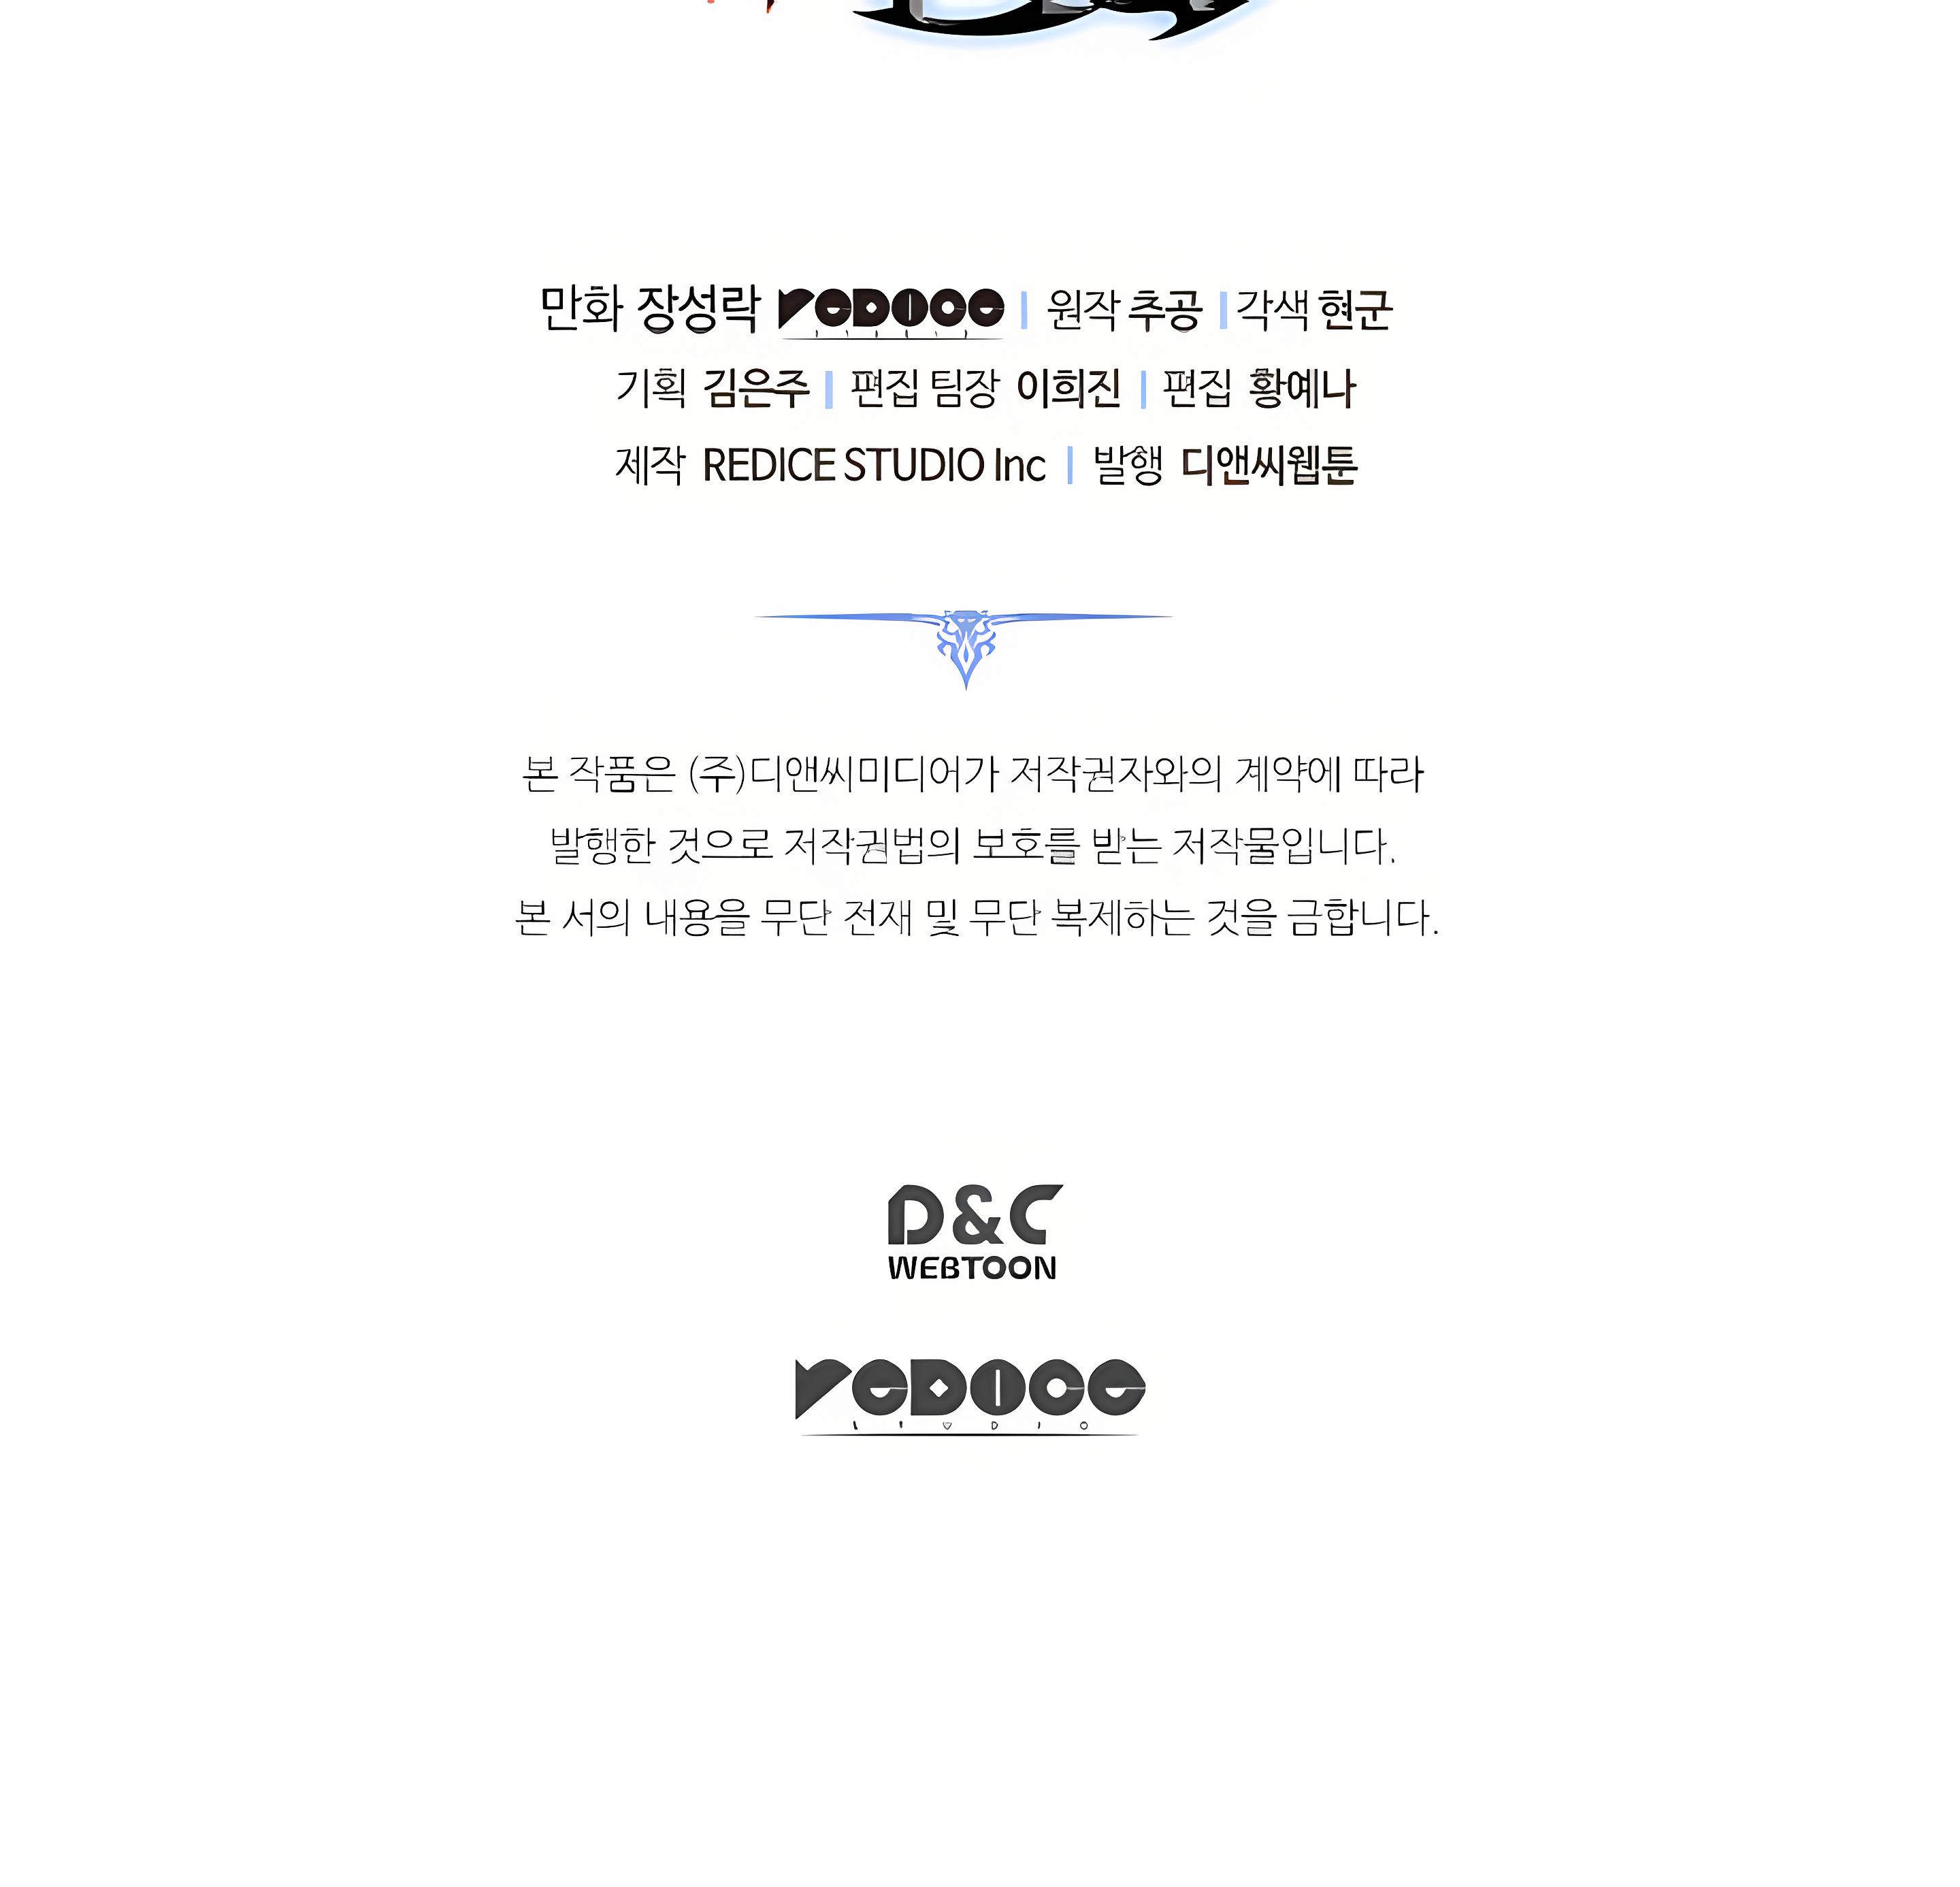 만화 장성락 REDICE STUDIO | 원작 추공 | 각색 현군
기획 김은주 | 편집 팀장 이희진 | 편집 황예나
제작 REDICE STUDIO Inc | 발행 디앤씨웹툰
본 작품은 (주)디앤씨미디어가 저작권자와의 계약에 따라
발행한 것으로 저작권법의 보호를 받는 저작물입니다.
본 서의 내용을 무단 전재 및 무단 복제하는 것을 금합니다.
D&C
WEBTOON
REDICE
STUDIO